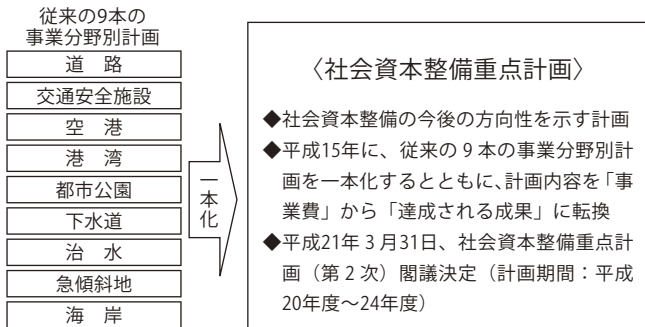 従来の9本の
事業分野別計画
道　路
交通安全施設
空　港
港　湾
都市公園
下水道
治　水
急傾斜地
海　岸
一本化
〈社会資本整備重点計画〉
◆社会資本整備の今後の方向性を示す計画
◆平成15年に、従来の９本の事業分野別計
画を一本化するとともに、計画内容を「事
業費」から「達成される成果」に転換
◆平成21年３月31日、社会資本整備重点計
画（第２次）閣議決定（計画期間：平成
20年度～24年度）